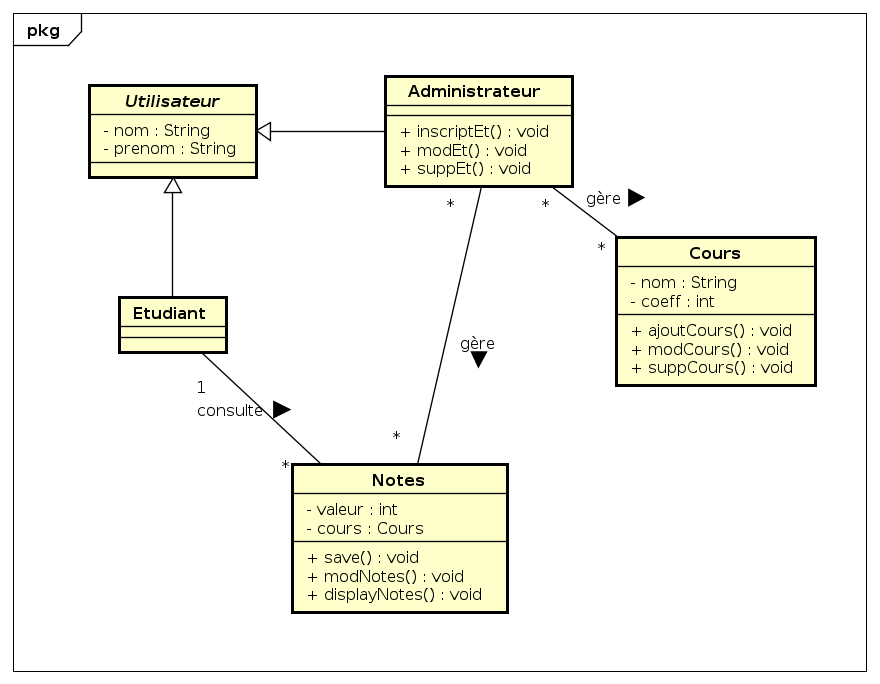 pkg
Utilisateur
- nom : String
- prenom : String
Administrateur
+ inscriptEt() : void
+ modEt() : void
+ suppEt() : void
*
*
gère
*
Cours
- nom : String
- coeff : int
+ ajoutCours() : void
+ modCours() : void
+ suppCours() : void
Etudiant
gère
1
consulte
*
*
Notes
- valeur : int
- cours : Cours
+ save() : void
+ modNotes() : void
+ displayNotes() : void